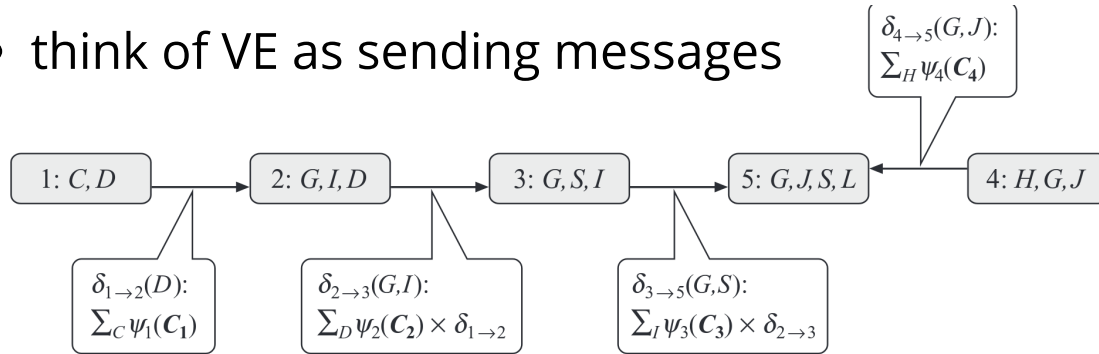 • think of VE as sending messages
δ4→5(G,J):
∑H ψ4(C4)
1: C,D
2: G,I,D
3: G,S,I
5: G,J,S,L
4: H,G,J
δ1→2(D):
∑C ψ1(C1)
δ2→3(G,I):
∑D ψ2(C2) × δ1→2
δ3→5(G,S):
∑I ψ3(C3) × δ2→3